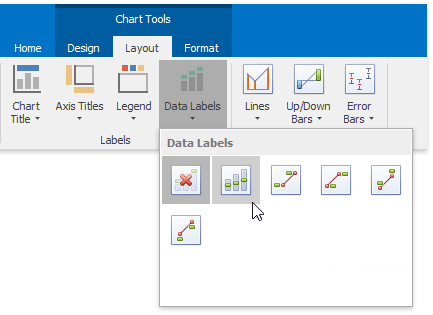 Chart Tools
Home Design Layout Format
Chart Title Axis Titles Legend Data Labels Lines Up/Down Bars Error Bars
Labels
Data Labels